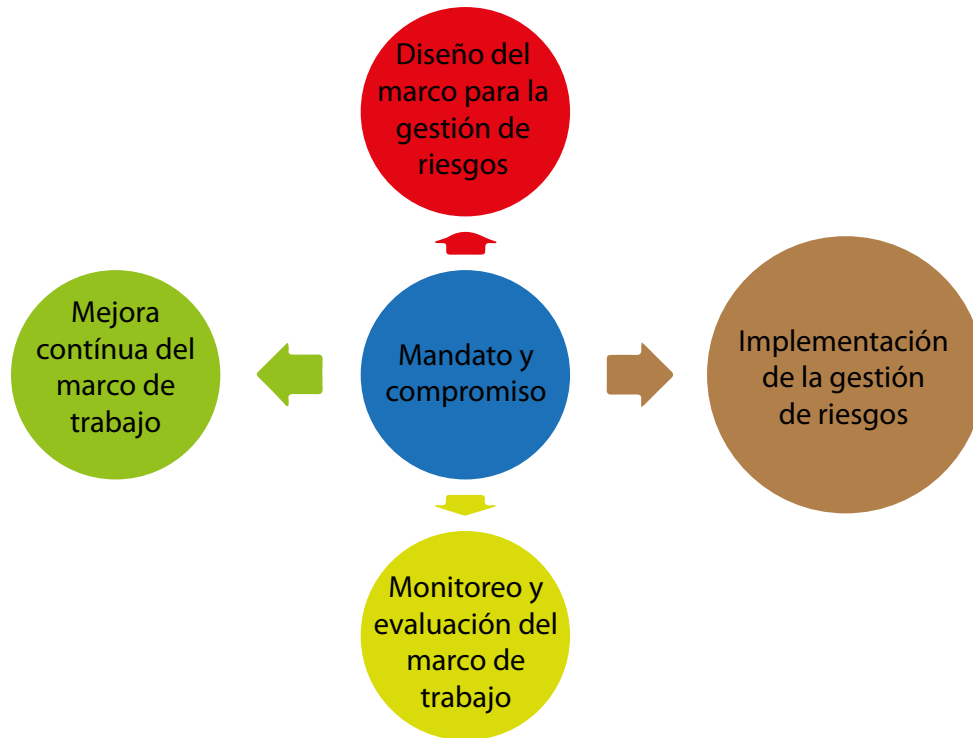 Diseño del
marco para la
gestión de
riesgos
Mejora
contínua del
marco de
trabajo
Mandato y
compromiso
Implementación
de la gestión
de riesgos
Monitoreo y
evaluación del
marco de
trabajo